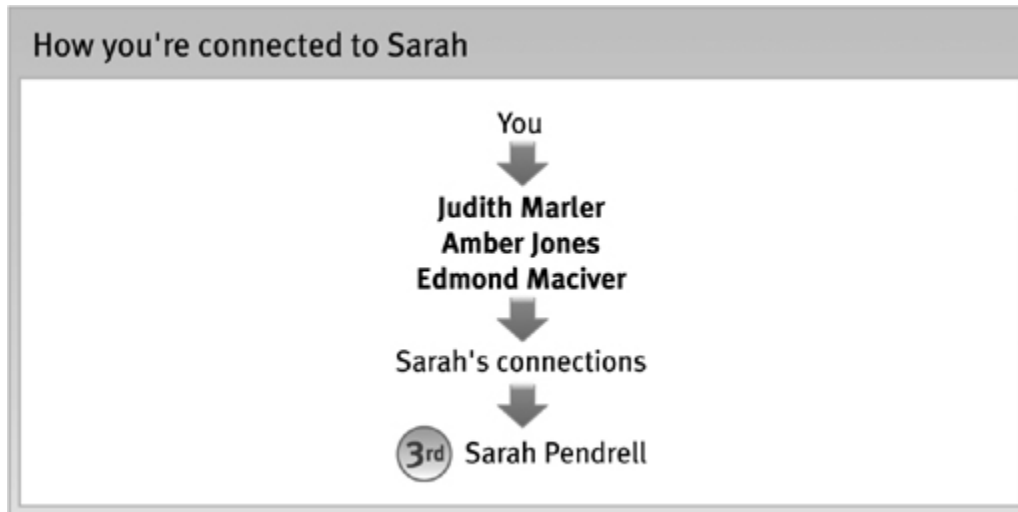 How you're connected to Sarah
You
Judith Marler
Amber Jones
Edmond Maciver
Sarah's connections
3rd Sarah Pendrell